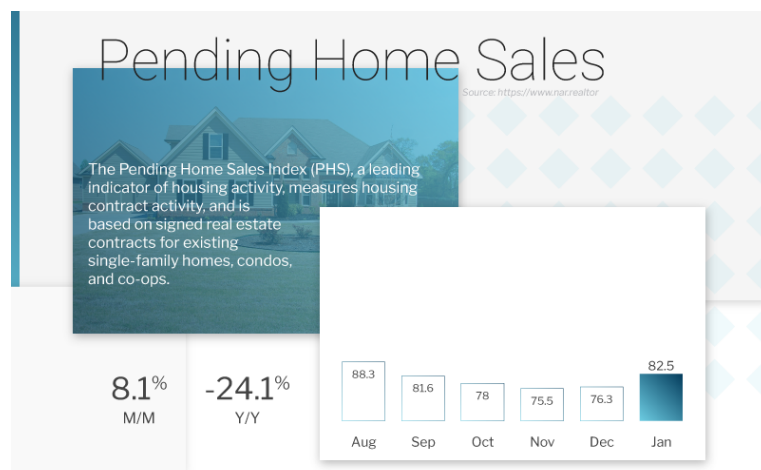 Pending Home Sales
Source: https://www.nar.realtor
The Pending Home Sales Index (PHS), a leading
indicator of housing activity, measures housing
contract activity, and is
based on signed real estate
contracts for existing
single-family homes, condos,
and co-ops.
8.1%
M/M
-24.1%
Y/Y
88.3
81.6
78
75.5
76.3
82.5
Aug
Sep
Oct
Nov
Dec
Jan